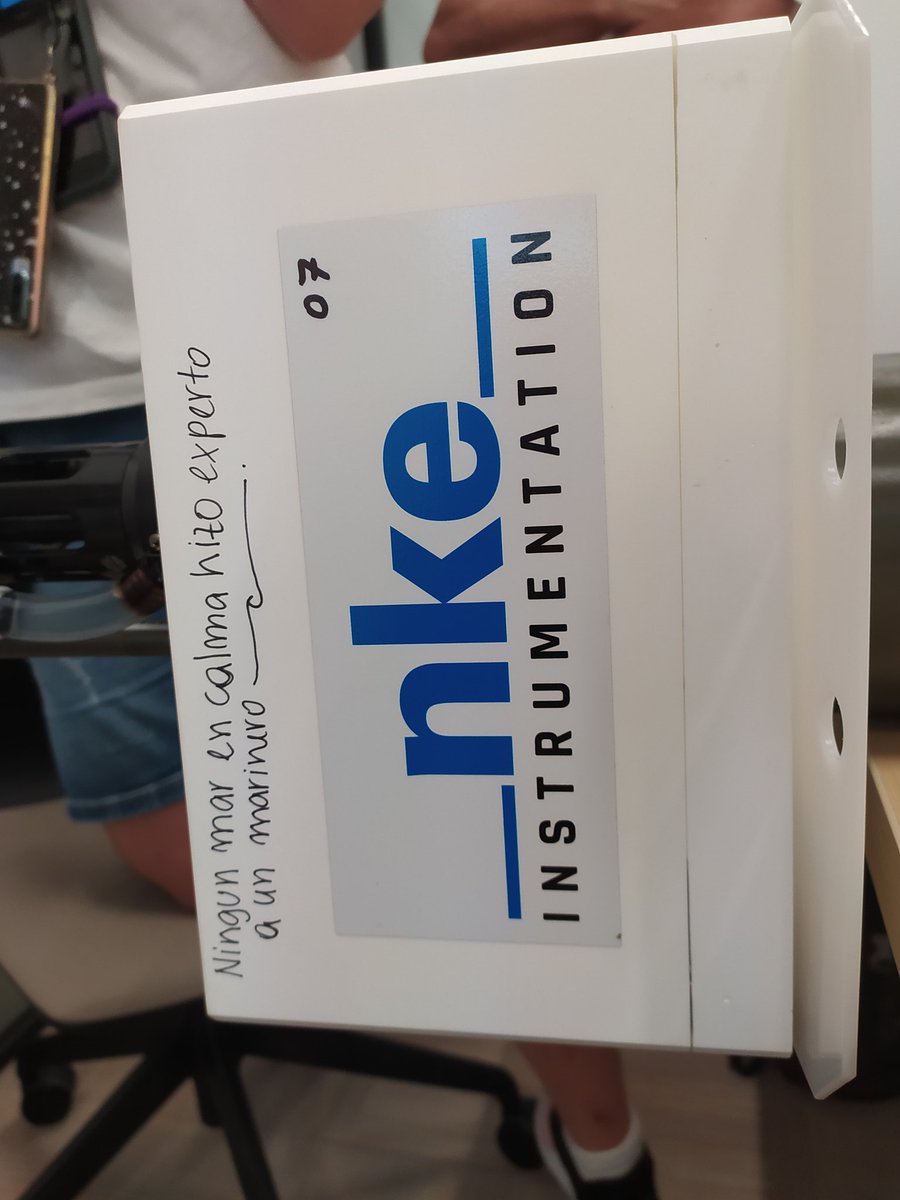 Ningun mar en calma hizo experto
a un marinero
07
nke
INSTRUMENTATION